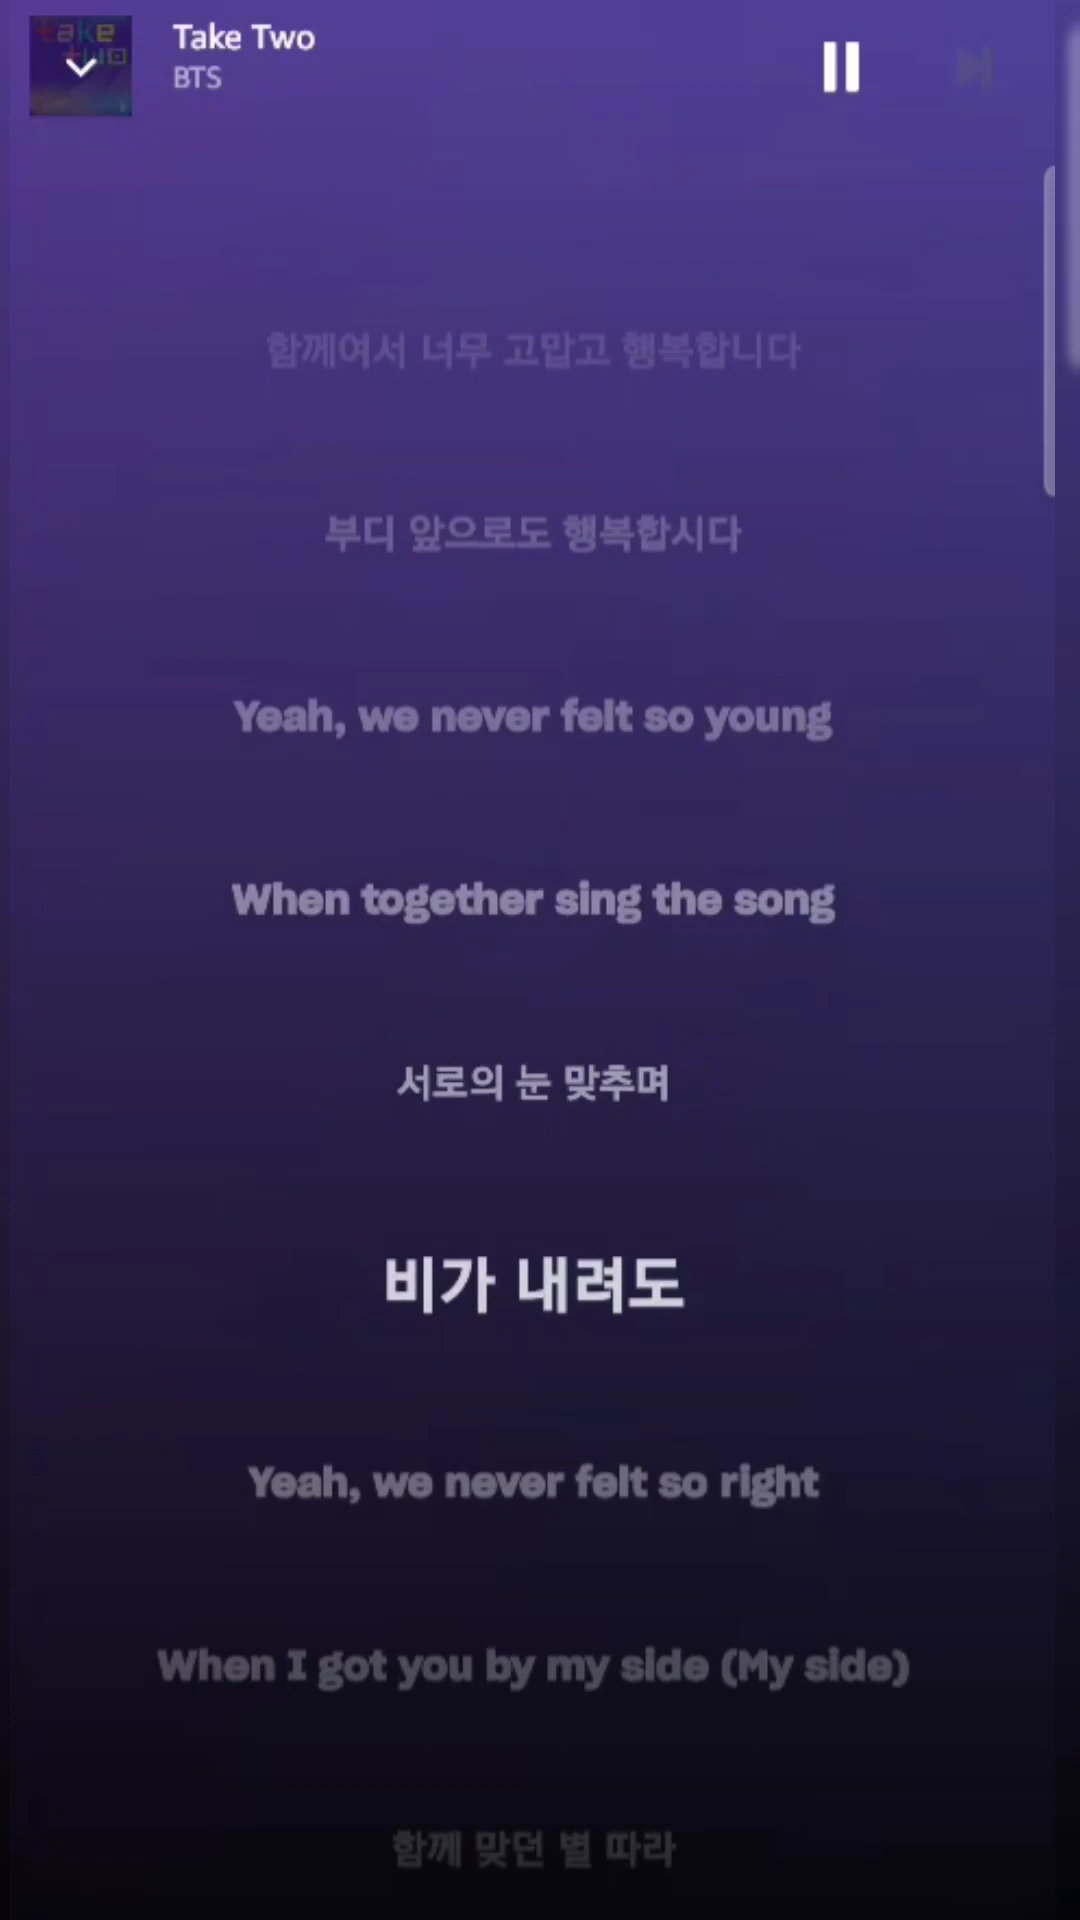 take
two
Take Two
BTS
함께여서 너무 고맙고 행복합니다
부디 앞으로도 행복합시다
Yeah, we never felt so young
When together sing the song
서로의 눈 맞추며
비가 내려도
Yeah, we never felt so right
When I got you by my side (My side)
함께 맞던 별 따라